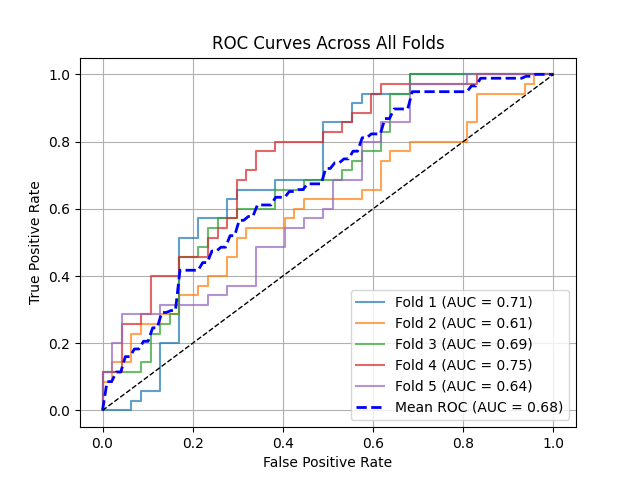 ROC Curves Across All Folds
True Positive Rate
1.0
0.8
0.6
0.4
0.2
0.0
Fold 1 (AUC = 0.71)
Fold 2 (AUC = 0.61)
Fold 3 (AUC = 0.69)
Fold 4 (AUC = 0.75)
Fold 5 (AUC = 0.64)
Mean ROC (AUC = 0.68)
0.0 0.2 0.4 0.6 0.8 1.0
False Positive Rate